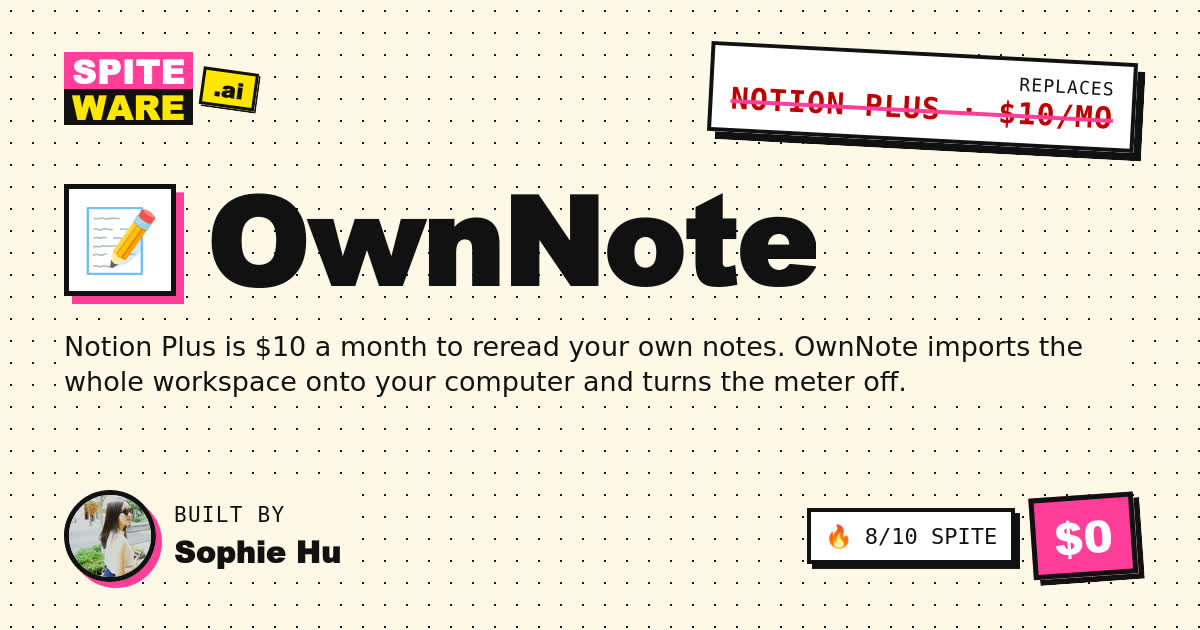 SPITE
WARE
.ai
REPLACES
NOTION PLUS · $10/MO
OwnNote
Notion Plus is $10 a month to reread your own notes. OwnNote imports the
whole workspace onto your computer and turns the meter off.
BUILT BY
Sophie Hu
🔥 8/10 SPITE
$0